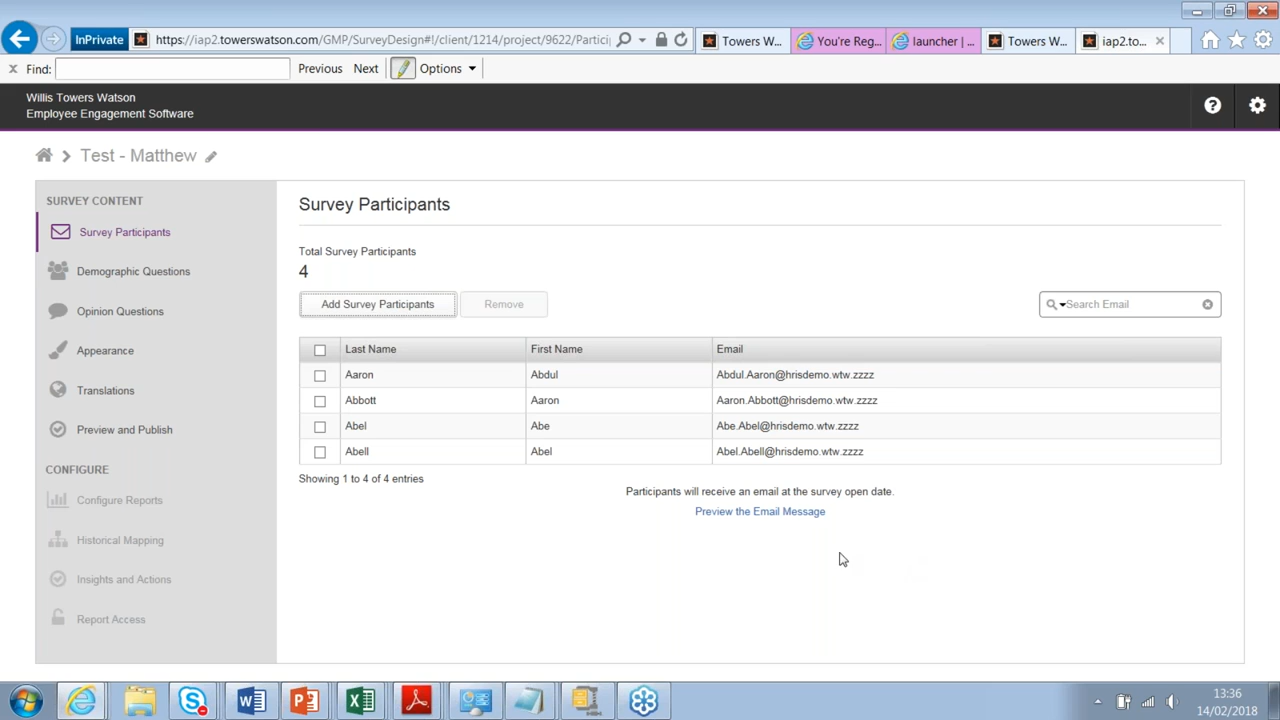 InPrivate
https://iap2.towerswatson.com/GMP/SurveyDesign#!/client/1214/project/9622/Partici
Towers W...
You're Reg...
launcher | ...
Towers W...
iap2.to...
x Find:
Previous
Next
Options
Willis Towers Watson
Employee Engagement Software
Test - Matthew
SURVEY CONTENT
Survey Participants
Demographic Questions
Opinion Questions
Appearance
Translations
Preview and Publish
CONFIGURE
Configure Reports
Historical Mapping
Insights and Actions
Report Access
Survey Participants
Total Survey Participants
4
Add Survey Participants
Remove
Search Email
Last Name First Name Email
Aaron Abdul Abdul.Aaron@hrisdemo.wtw.zzzz
Abbott Aaron Aaron.Abbott@hrisdemo.wtw.zzzz
Abel Abe Abe.Abel@hrisdemo.wtw.zzzz
Abell Abel Abel.Abell@hrisdemo.wtw.zzzz
Showing 1 to 4 of 4 entries
Participants will receive an email at the survey open date.
Preview the Email Message
13:36
14/02/2018